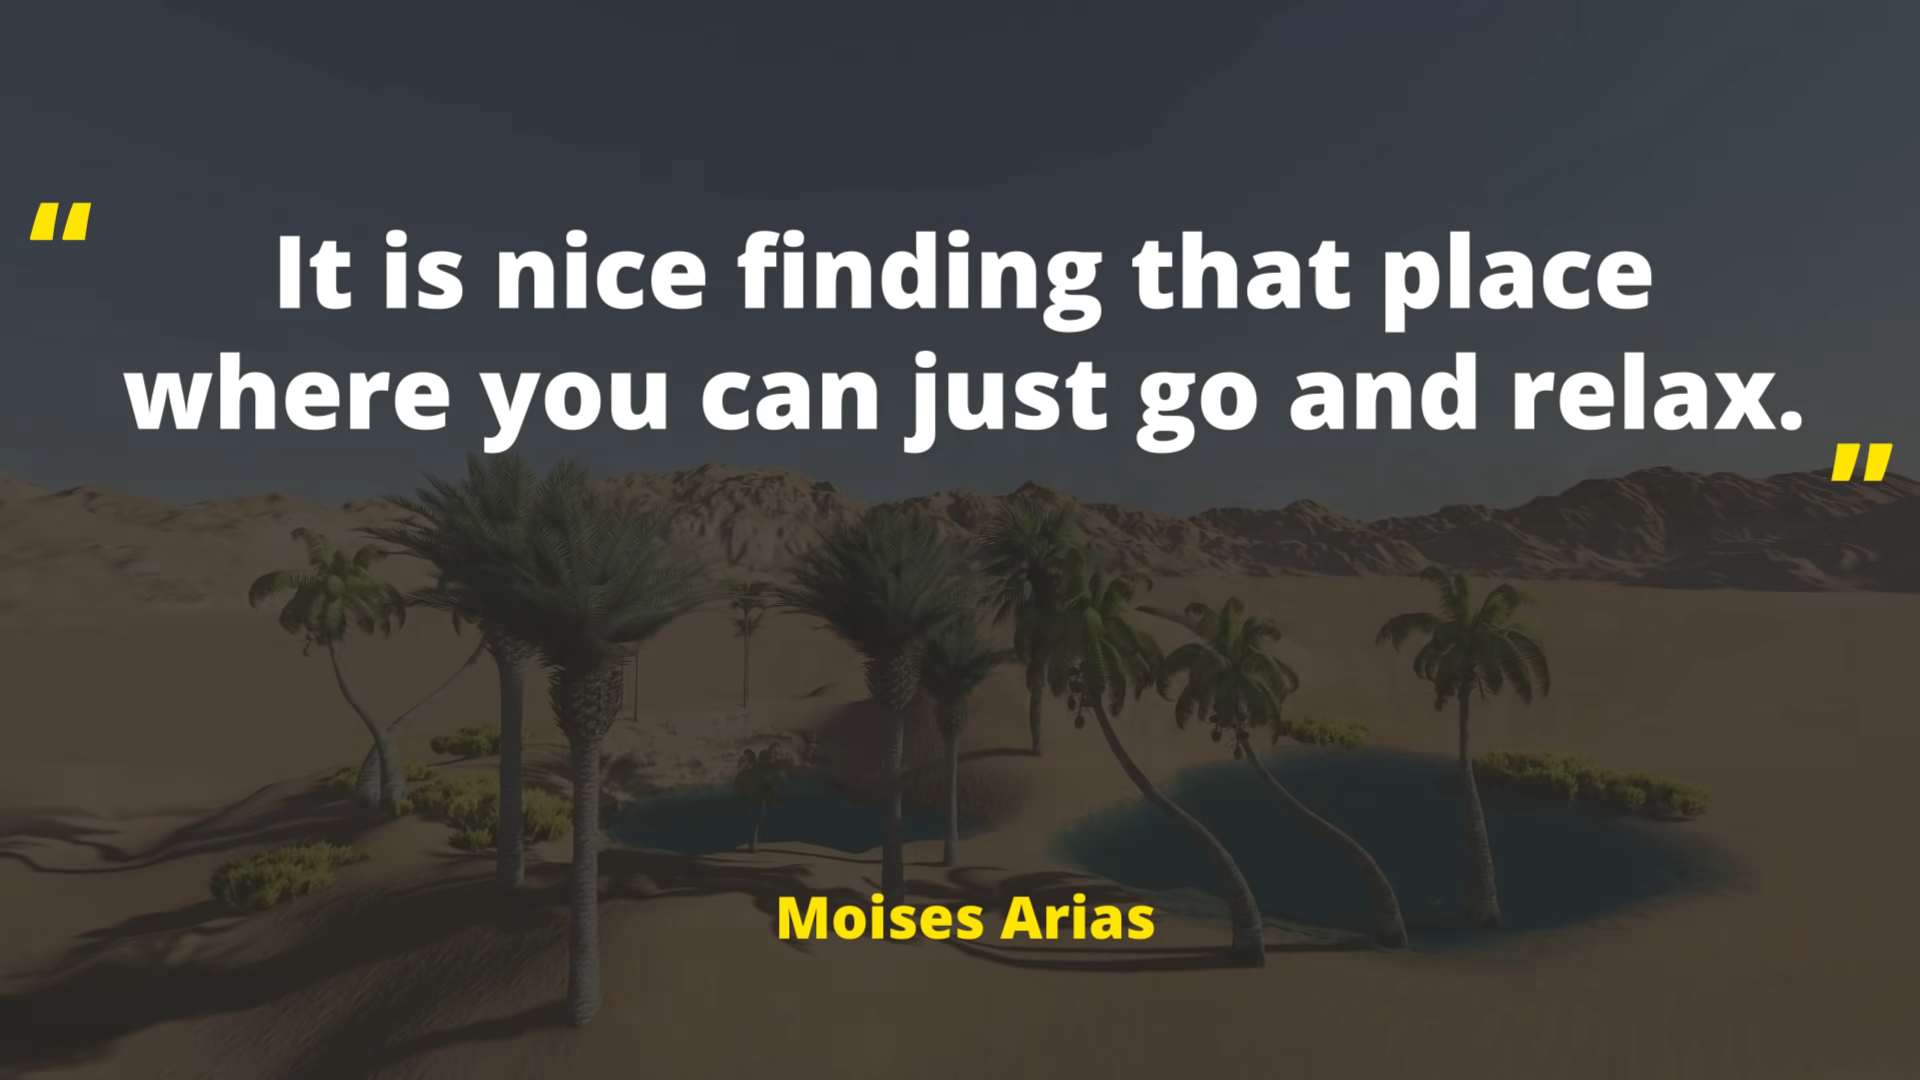 “
It is nice finding that place
where you can just go and relax.
”
Moises Arias